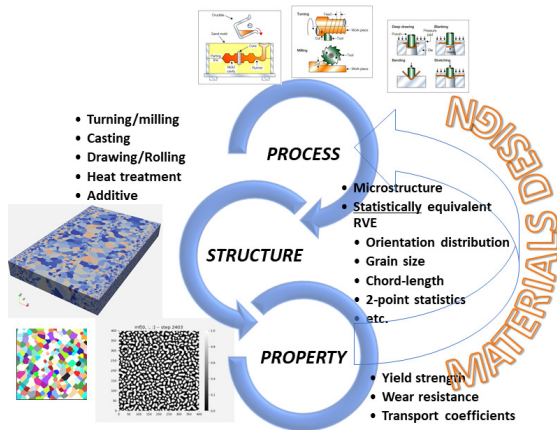 Turning
Milling
Deep drawing
Blanking
Bending
Stretching
MATERIALS DESIGN
• Turning/milling
• Casting
• Drawing/Rolling
• Heat treatment
• Additive
PROCESS
• Microstructure
• Statistically equivalent
RVE
• Orientation distribution
• Grain size
• Chord-length
• 2-point statistics
• etc.
STRUCTURE
PROPERTY
• Yield strength
• Wear resistance
• Transport coefficients